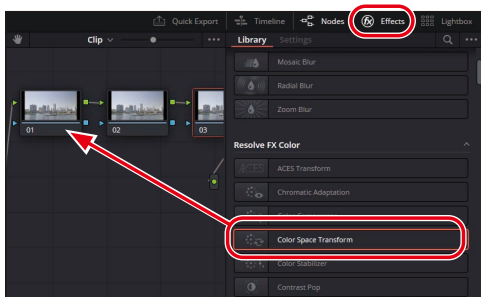 Quick Export Timeline Nodes Effects Lightbox
Clip Library Settings
Mosaic Blur
Radial Blur
Zoom Blur
01 02 03
Resolve FX Color
ACES Transform
Chromatic Adaptation
Color Space Transform
Color Stabilizer
Contrast Pop